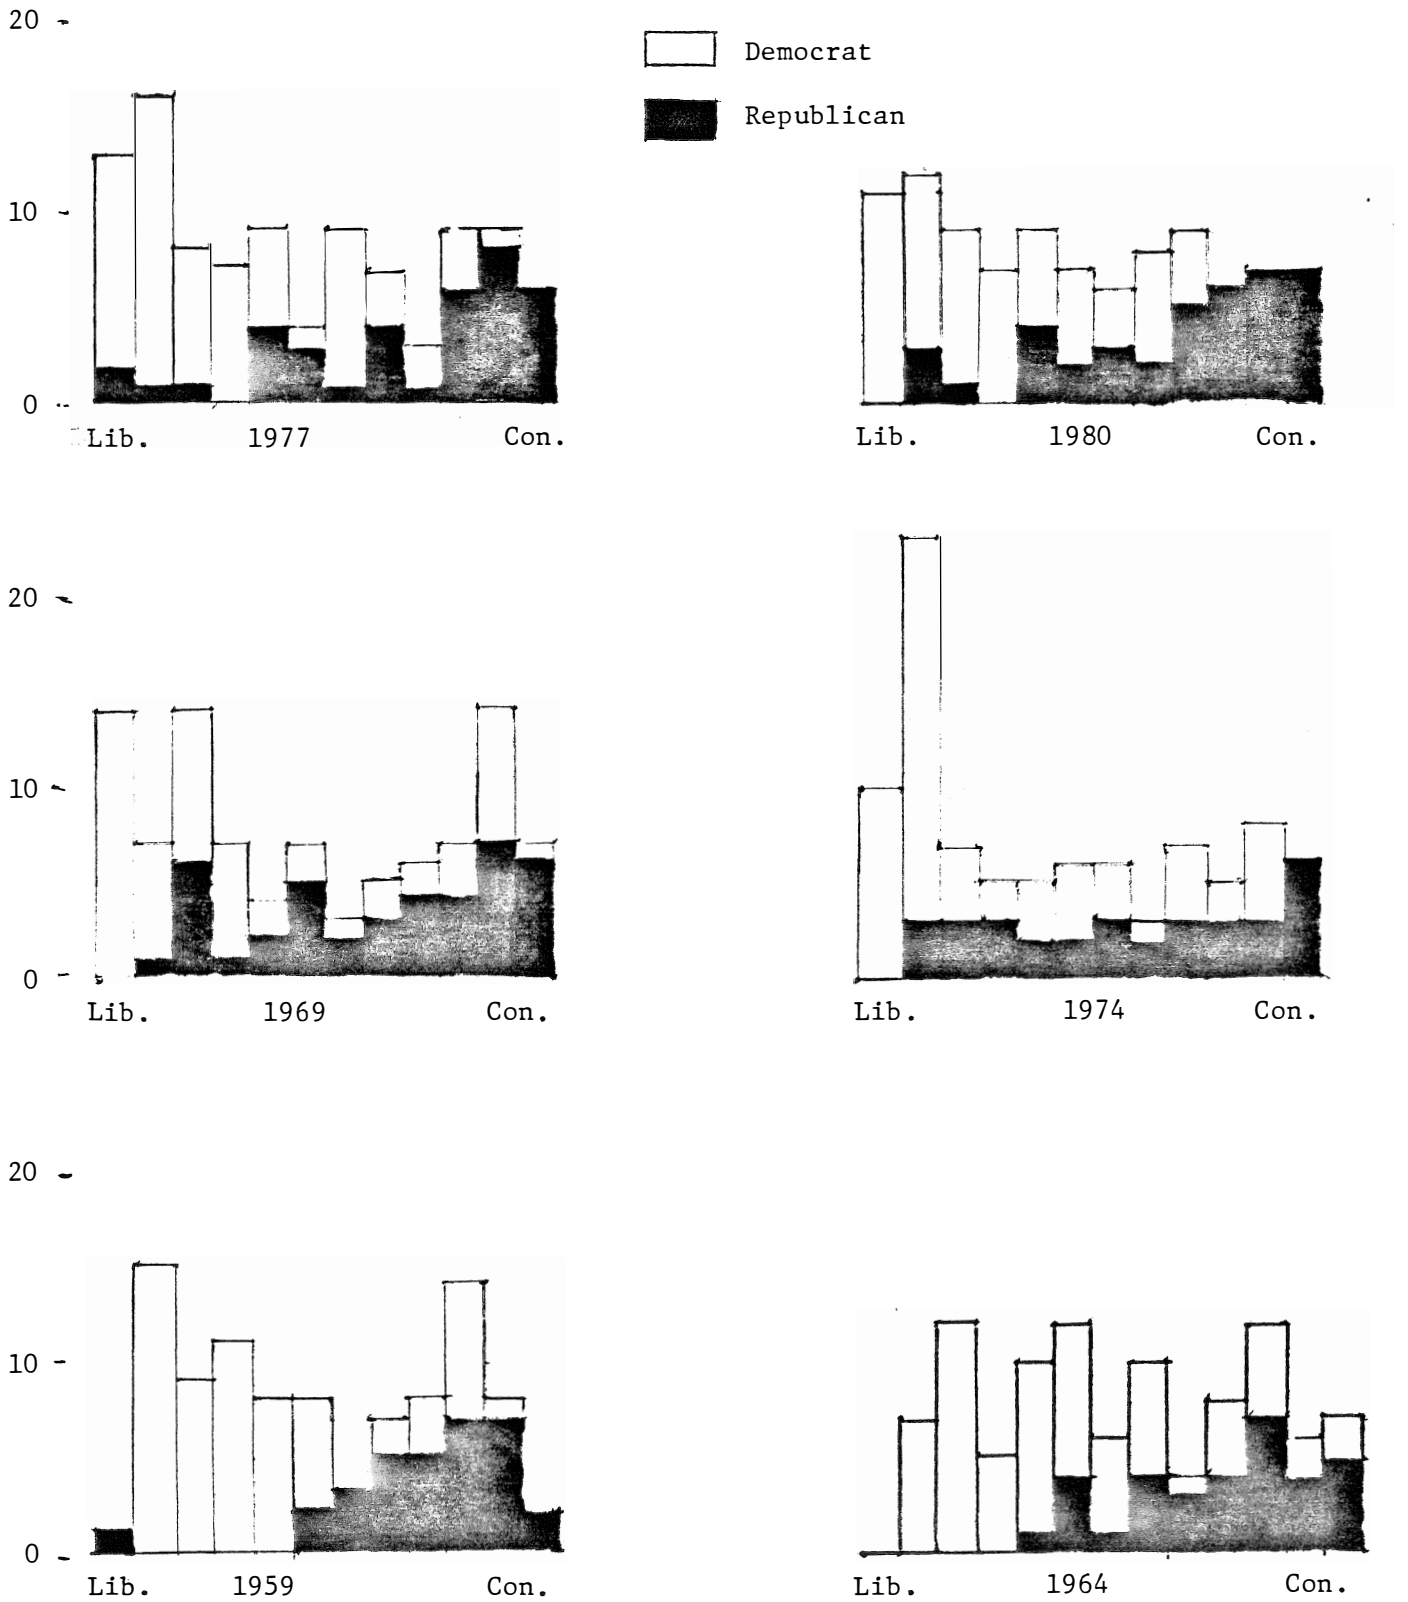 20
Democrat
Republican
10
0
Lib. 1977 Con.
Lib. 1980 Con.
20
10
0
Lib. 1969 Con.
Lib. 1974 Con.
20
10
0
Lib. 1959 Con.
Lib. 1964 Con.